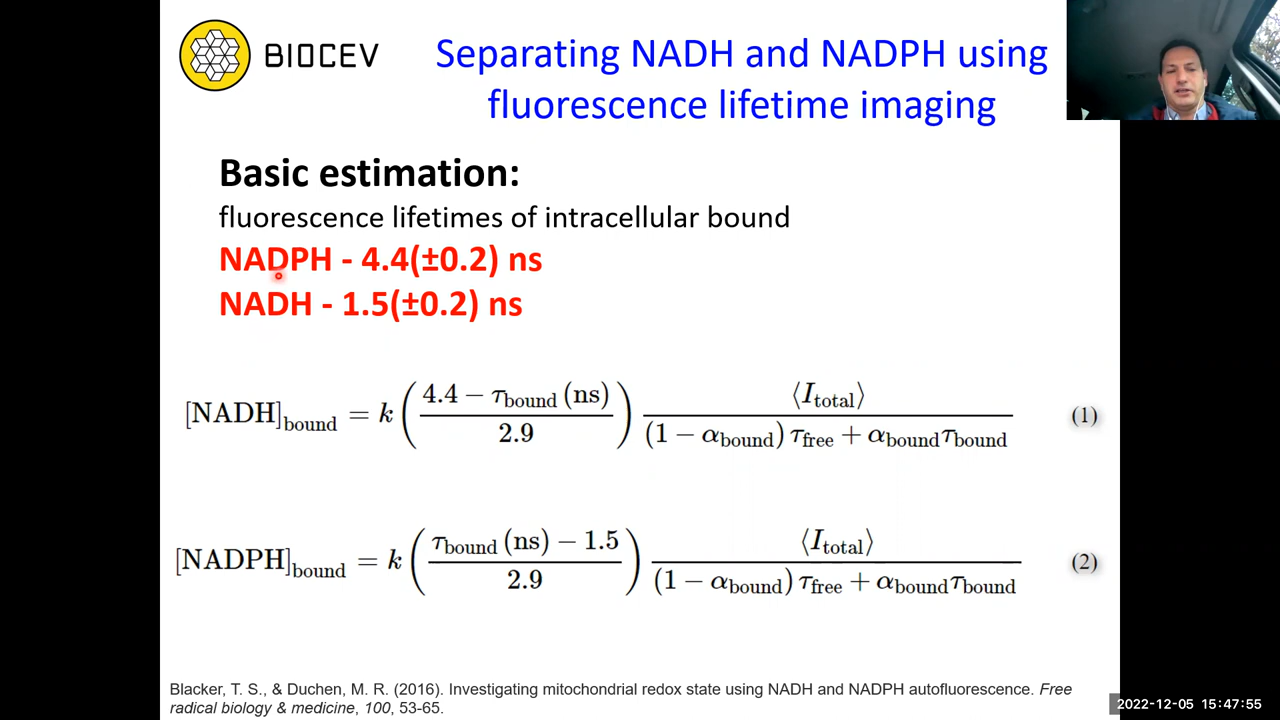 BIOCEV
Separating NADH and NADPH using
fluorescence lifetime imaging
Basic estimation:
fluorescence lifetimes of intracellular bound
NADPH - 4.4(±0.2) ns
NADH - 1.5(±0.2) ns
[NADH]bound = k ( (4.4 − τbound (ns)) / 2.9 ) ⟨Itotal⟩ / ((1 − αbound) τfree + αbound τbound) (1)
[NADPH]bound = k ( (τbound (ns) − 1.5) / 2.9 ) ⟨Itotal⟩ / ((1 − αbound) τfree + αbound τbound) (2)
Blacker, T. S., & Duchen, M. R. (2016). Investigating mitochondrial redox state using NADH and NADPH autofluorescence. Free
radical biology & medicine, 100, 53-65.
2022-12-05 15:47:55